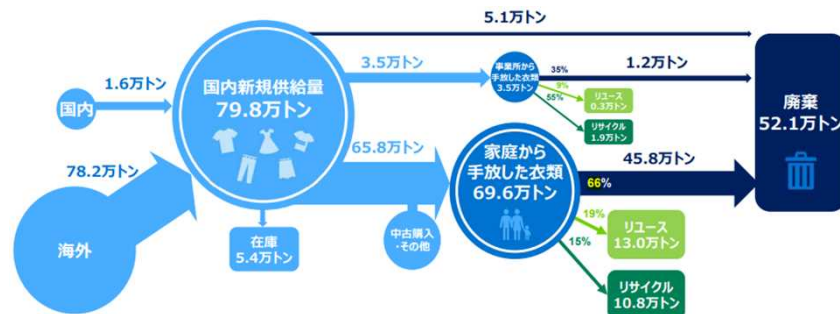 5.1万トン
1.6万トン
国内
78.2万トン
海外
国内新規供給量
79.8万トン
在庫
5.4万トン
3.5万トン
事業所から
手放した衣類
3.5万トン
35%
1.2万トン
9%
リユース
0.3万トン
55%
リサイクル
1.9万トン
65.8万トン
中古購入
・その他
家庭から
手放した衣類
69.6万トン
45.8万トン
66%
19%
リユース
13.0万トン
15%
リサイクル
10.8万トン
廃棄
52.1万トン